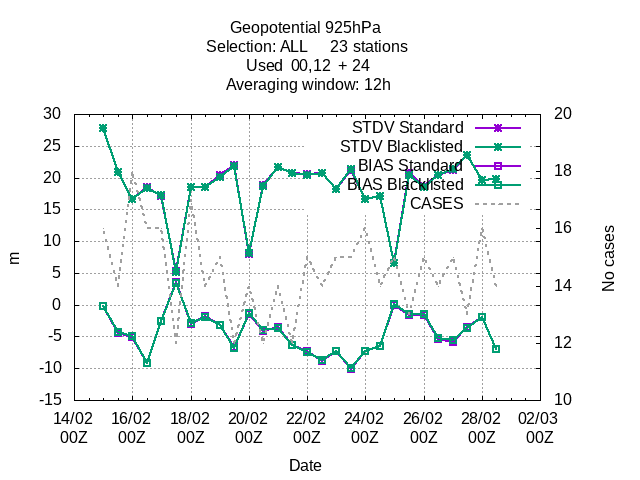 Geopotential 925hPa
Selection: ALL     23 stations
Used  00,12  + 24
Averaging window: 12h
30
25
20
15
10
5
0
-5
-10
-15
m
20
18
16
14
12
10
No cases
STDV Standard
STDV Blacklisted
BIAS Standard
BIAS Blacklisted
CASES
14/02 16/02 18/02 20/02 22/02 24/02 26/02 28/02 02/03
00Z 00Z 00Z 00Z 00Z 00Z 00Z 00Z 00Z
Date